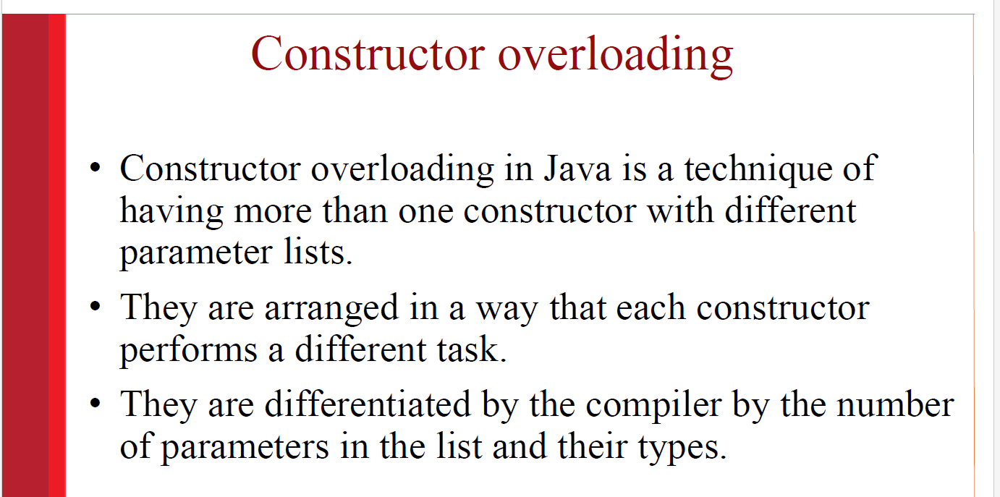 Constructor overloading
• Constructor overloading in Java is a technique of
having more than one constructor with different
parameter lists.
• They are arranged in a way that each constructor
performs a different task.
• They are differentiated by the compiler by the number
of parameters in the list and their types.